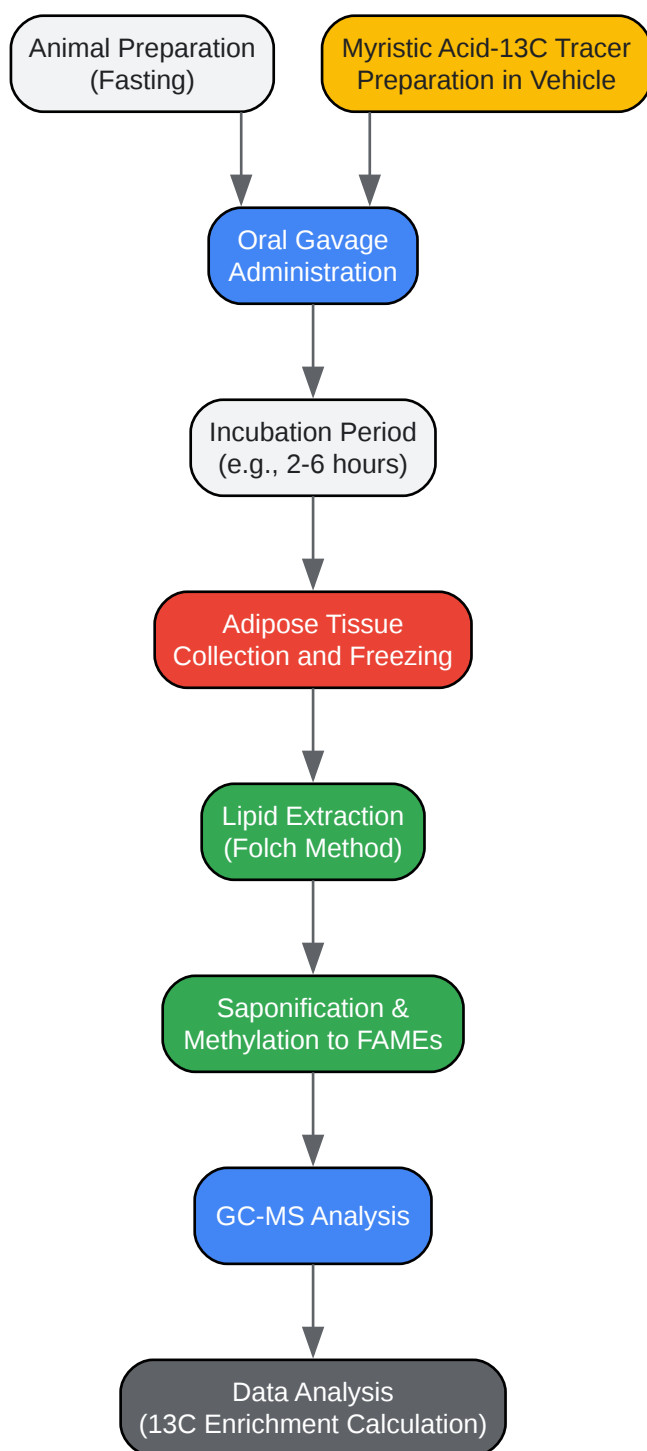 Animal Preparation
(Fasting)
Myristic Acid-13C Tracer
Preparation in Vehicle
Oral Gavage
Administration
Incubation Period
(e.g., 2-6 hours)
Adipose Tissue
Collection and Freezing
Lipid Extraction
(Folch Method)
Saponification &
Methylation to FAMEs
GC-MS Analysis
Data Analysis
(13C Enrichment Calculation)